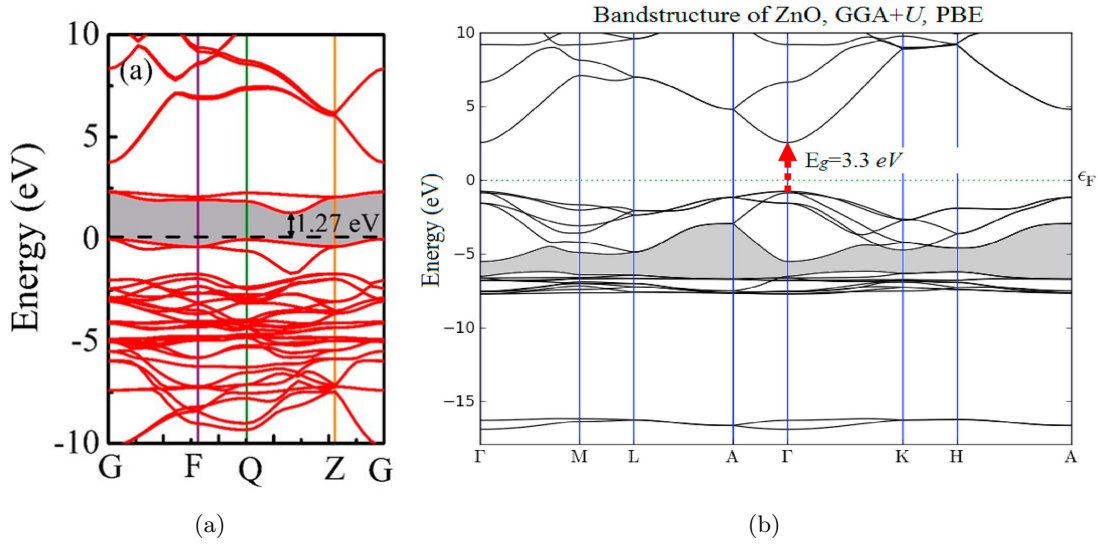 Bandstructure of ZnO, GGA+U, PBE
(a)
10
5
0
-5
-10
Energy (eV)
1.27 eV
G F Q Z G
10
5
0
−5
−10
−15
Energy (eV)
Eg=3.3 eV
ϵF
Γ M L A Γ K H A
(a)
(b)